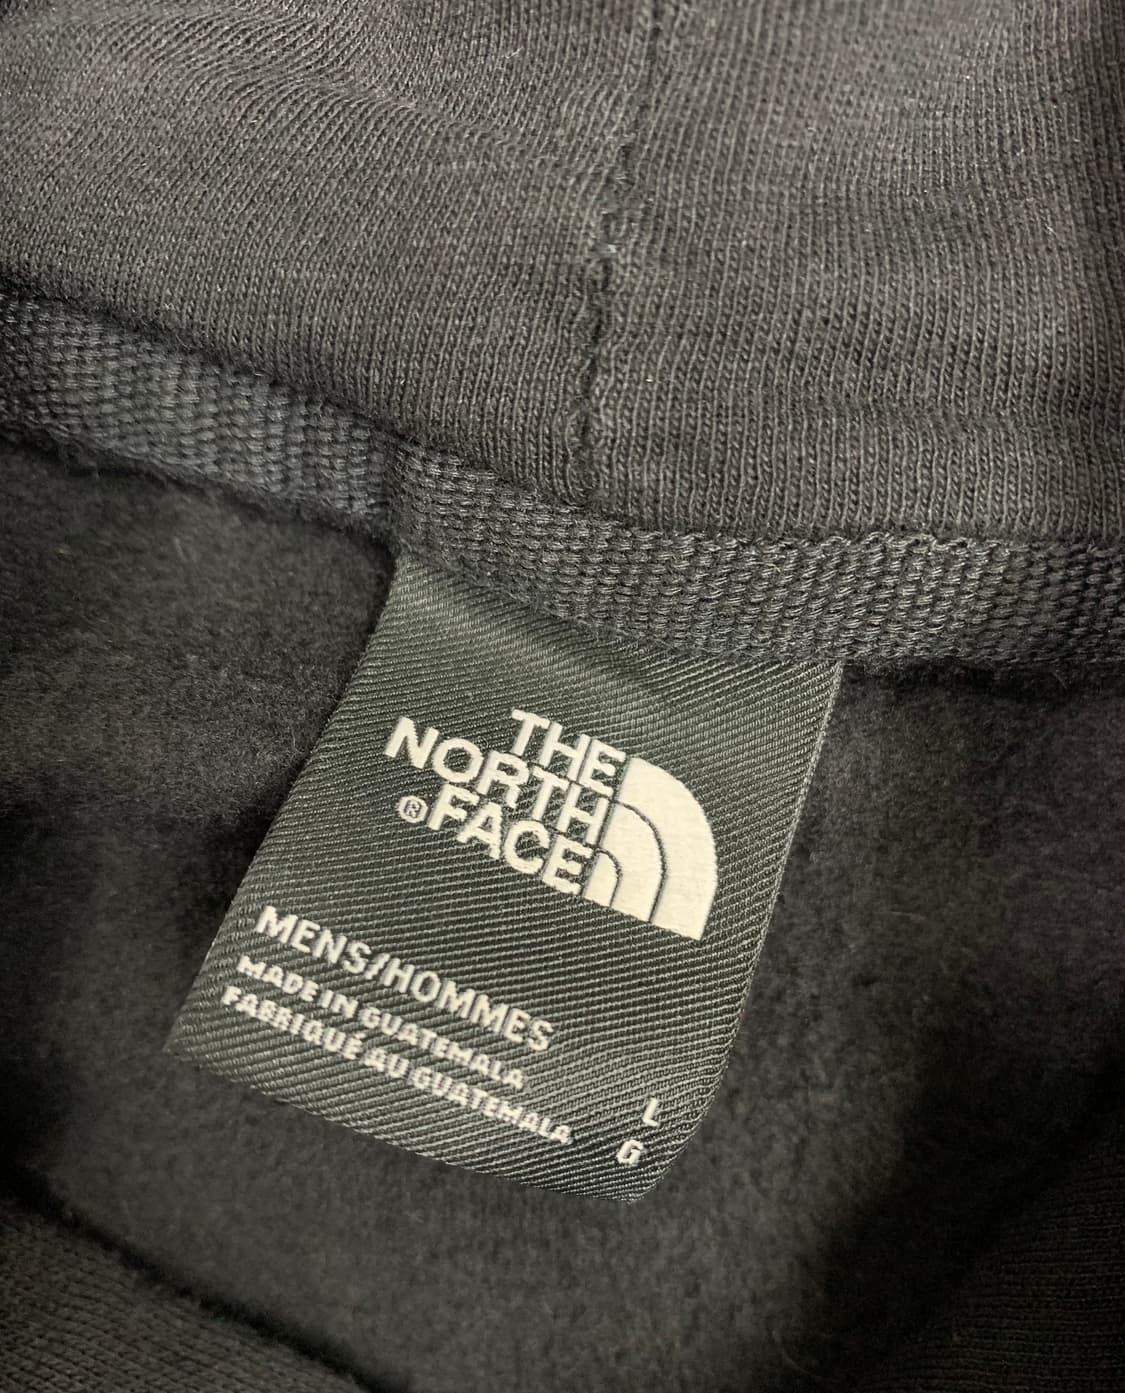 THE
NORTH
®FACE
MENS/HOMMES
MADE IN GUATEMALA
FABRIQUÉ AU GUATEMALA
L
G